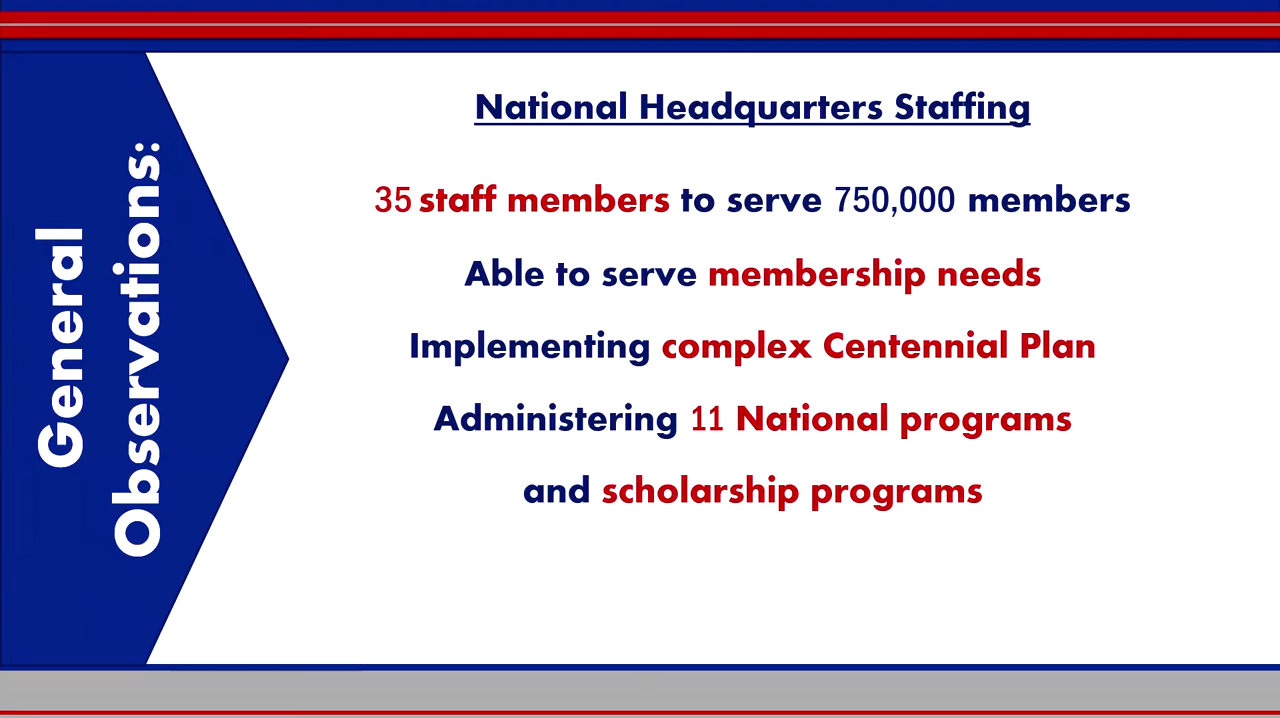 General
Observations:
National Headquarters Staffing
35 staff members to serve 750,000 members
Able to serve membership needs
Implementing complex Centennial Plan
Administering 11 National programs
and scholarship programs